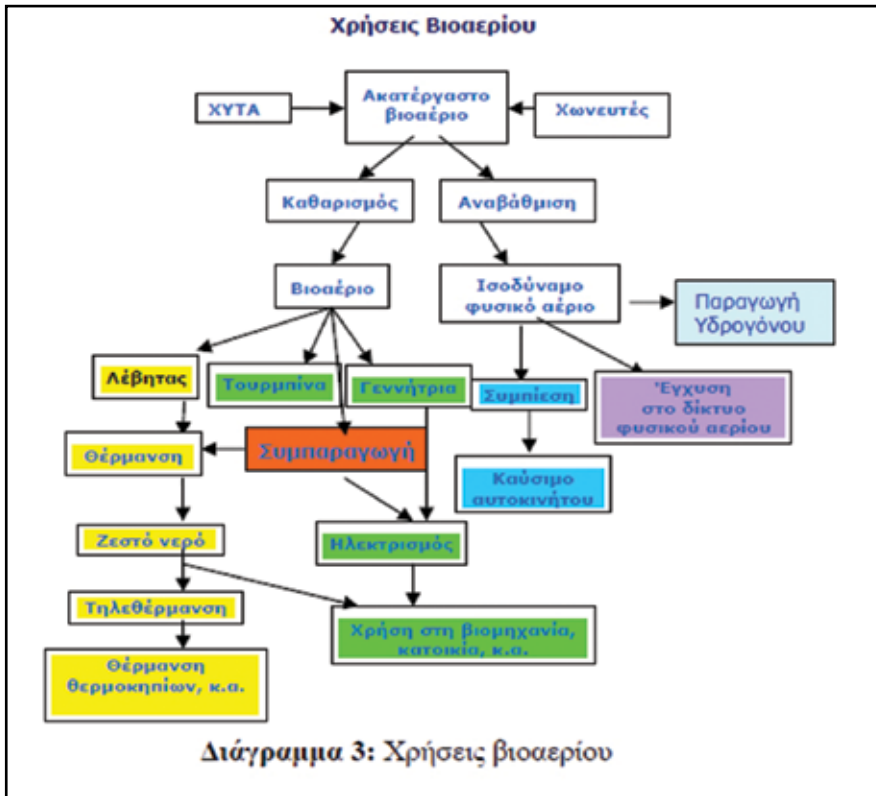 Χρήσεις Βιοαερίου
ΧΥΤΑ
Ακατέργαστο
βιοαέριο
Χωνευτές
Καθαρισμός
Αναβάθμιση
Βιοαέριο
Ισοδύναμο
φυσικό αέριο
Παραγωγή
Υδρογόνου
Λέβητας
Τουρμπίνα
Γεννήτρια
Συμπίεση
Έγχυση
στο δίκτυο
φυσικού αερίου
Θέρμανση
Συμπαραγωγή
Καύσιμο
αυτοκινήτου
Ζεστό νερό
Ηλεκτρισμός
Τηλεθέρμανση
Χρήση στη βιομηχανία,
κατοικία, κ.α.
Θέρμανση
θερμοκηπίων, κ.α.
Διάγραμμα 3: Χρήσεις βιοαερίου